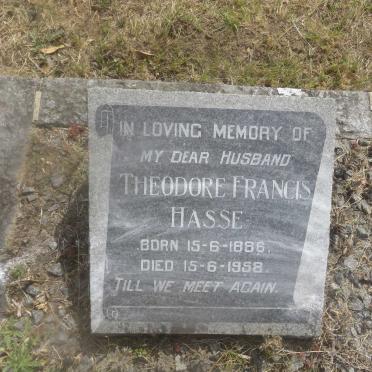 IN LOVING MEMORY OF
MY DEAR HUSBAND
THEODORE FRANCIS
HASSE
BORN 15-6-1886.
DIED 15-6-1958.
TILL WE MEET AGAIN.